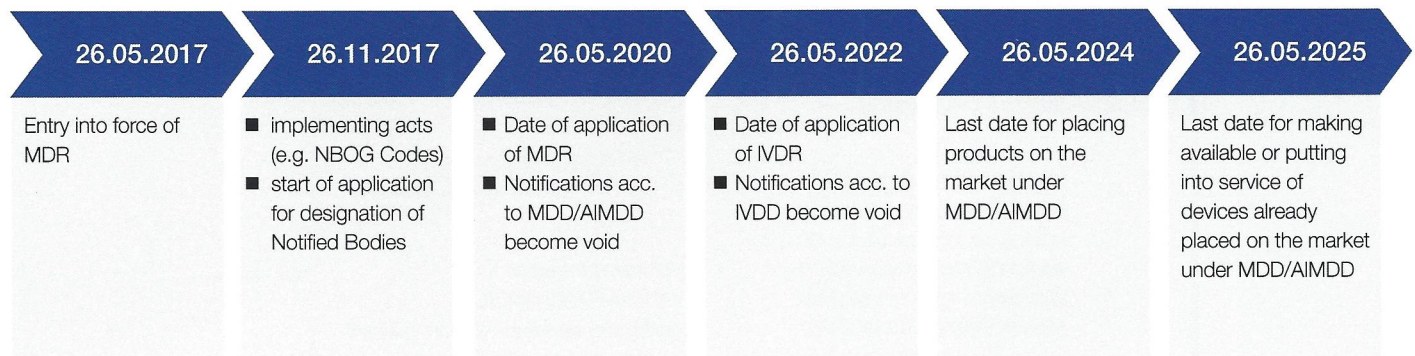 26.05.2017
Entry into force of
MDR
26.11.2017
■ implementing acts
(e.g. NBOG Codes)
■ start of application
for designation of
Notified Bodies
26.05.2020
■ Date of application
of MDR
■ Notifications acc.
to MDD/AIMDD
become void
26.05.2022
■ Date of application
of IVDR
■ Notifications acc. to
IVDD become void
26.05.2024
Last date for placing
products on the
market under
MDD/AIMDD
26.05.2025
Last date for making
available or putting
into service of
devices already
placed on the market
under MDD/AIMDD